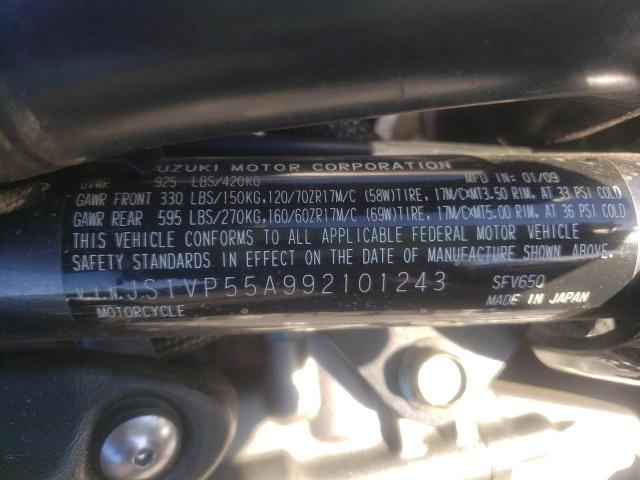 UZUKI MOTOR CORPORATION
GVWR 925 LBS/420KG MFD IN: 01/09
GAWR FRONT 330 LBS/150KG,120/70ZR17M/C (58W)TIRE, 17M/CxMT3.50 RIM, AT 33 PSI COLD
GAWR REAR 595 LBS/270KG,160/60ZR17M/C (69W)TIRE, 17M/CxMT5.00 RIM, AT 36 PSI COLD
THIS VEHICLE CONFORMS TO ALL APPLICABLE FEDERAL MOTOR VEHICLE
SAFETY STANDARDS IN EFFECT ON THE DATE OF MANUFACTURE SHOWN ABOVE.
V.I.N.JS1VP55A992101243 SFV650
MOTORCYCLE MADE IN JAPAN